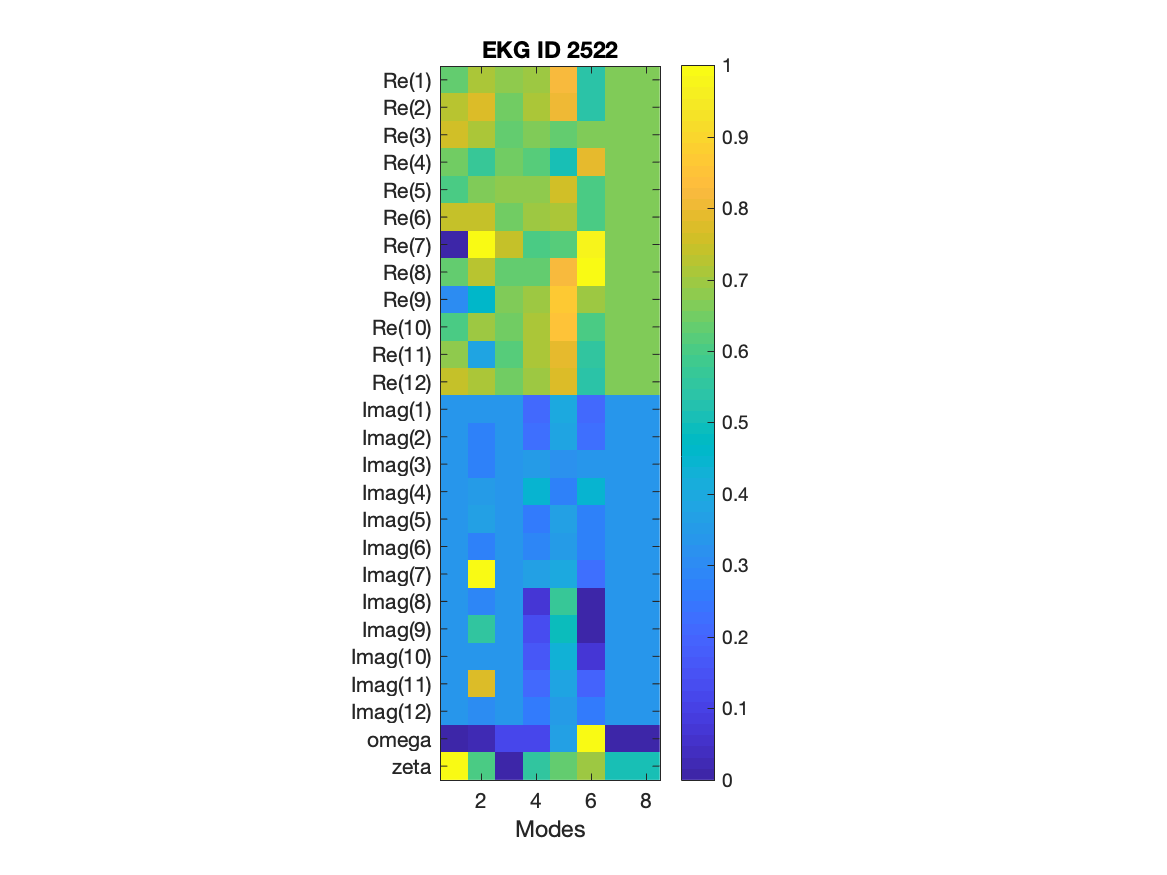 EKG ID 2522
Re(1)
Re(2)
Re(3)
Re(4)
Re(5)
Re(6)
Re(7)
Re(8)
Re(9)
Re(10)
Re(11)
Re(12)
Imag(1)
Imag(2)
Imag(3)
Imag(4)
Imag(5)
Imag(6)
Imag(7)
Imag(8)
Imag(9)
Imag(10)
Imag(11)
Imag(12)
omega
zeta
2 4 6 8
Modes
1
0.9
0.8
0.7
0.6
0.5
0.4
0.3
0.2
0.1
0